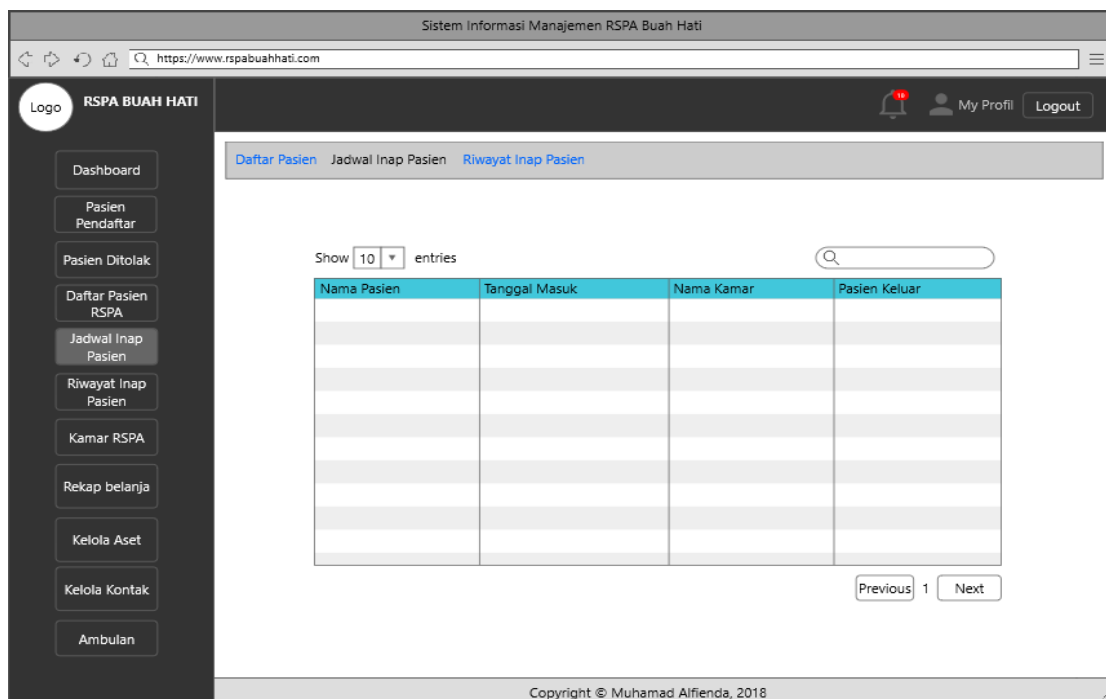 Sistem Informasi Manajemen RSPA Buah Hati
https://www.rspabuahhati.com
Logo
RSPA BUAH HATI
10
My Profil
Logout
Dashboard
Pasien
Pendaftar
Pasien Ditolak
Daftar Pasien
RSPA
Jadwal Inap
Pasien
Riwayat Inap
Pasien
Kamar RSPA
Rekap belanja
Kelola Aset
Kelola Kontak
Ambulan
Daftar Pasien Jadwal Inap Pasien Riwayat Inap Pasien
Show 10 entries
Nama Pasien Tanggal Masuk Nama Kamar Pasien Keluar
Previous 1 Next
Copyright © Muhamad Alfienda, 2018